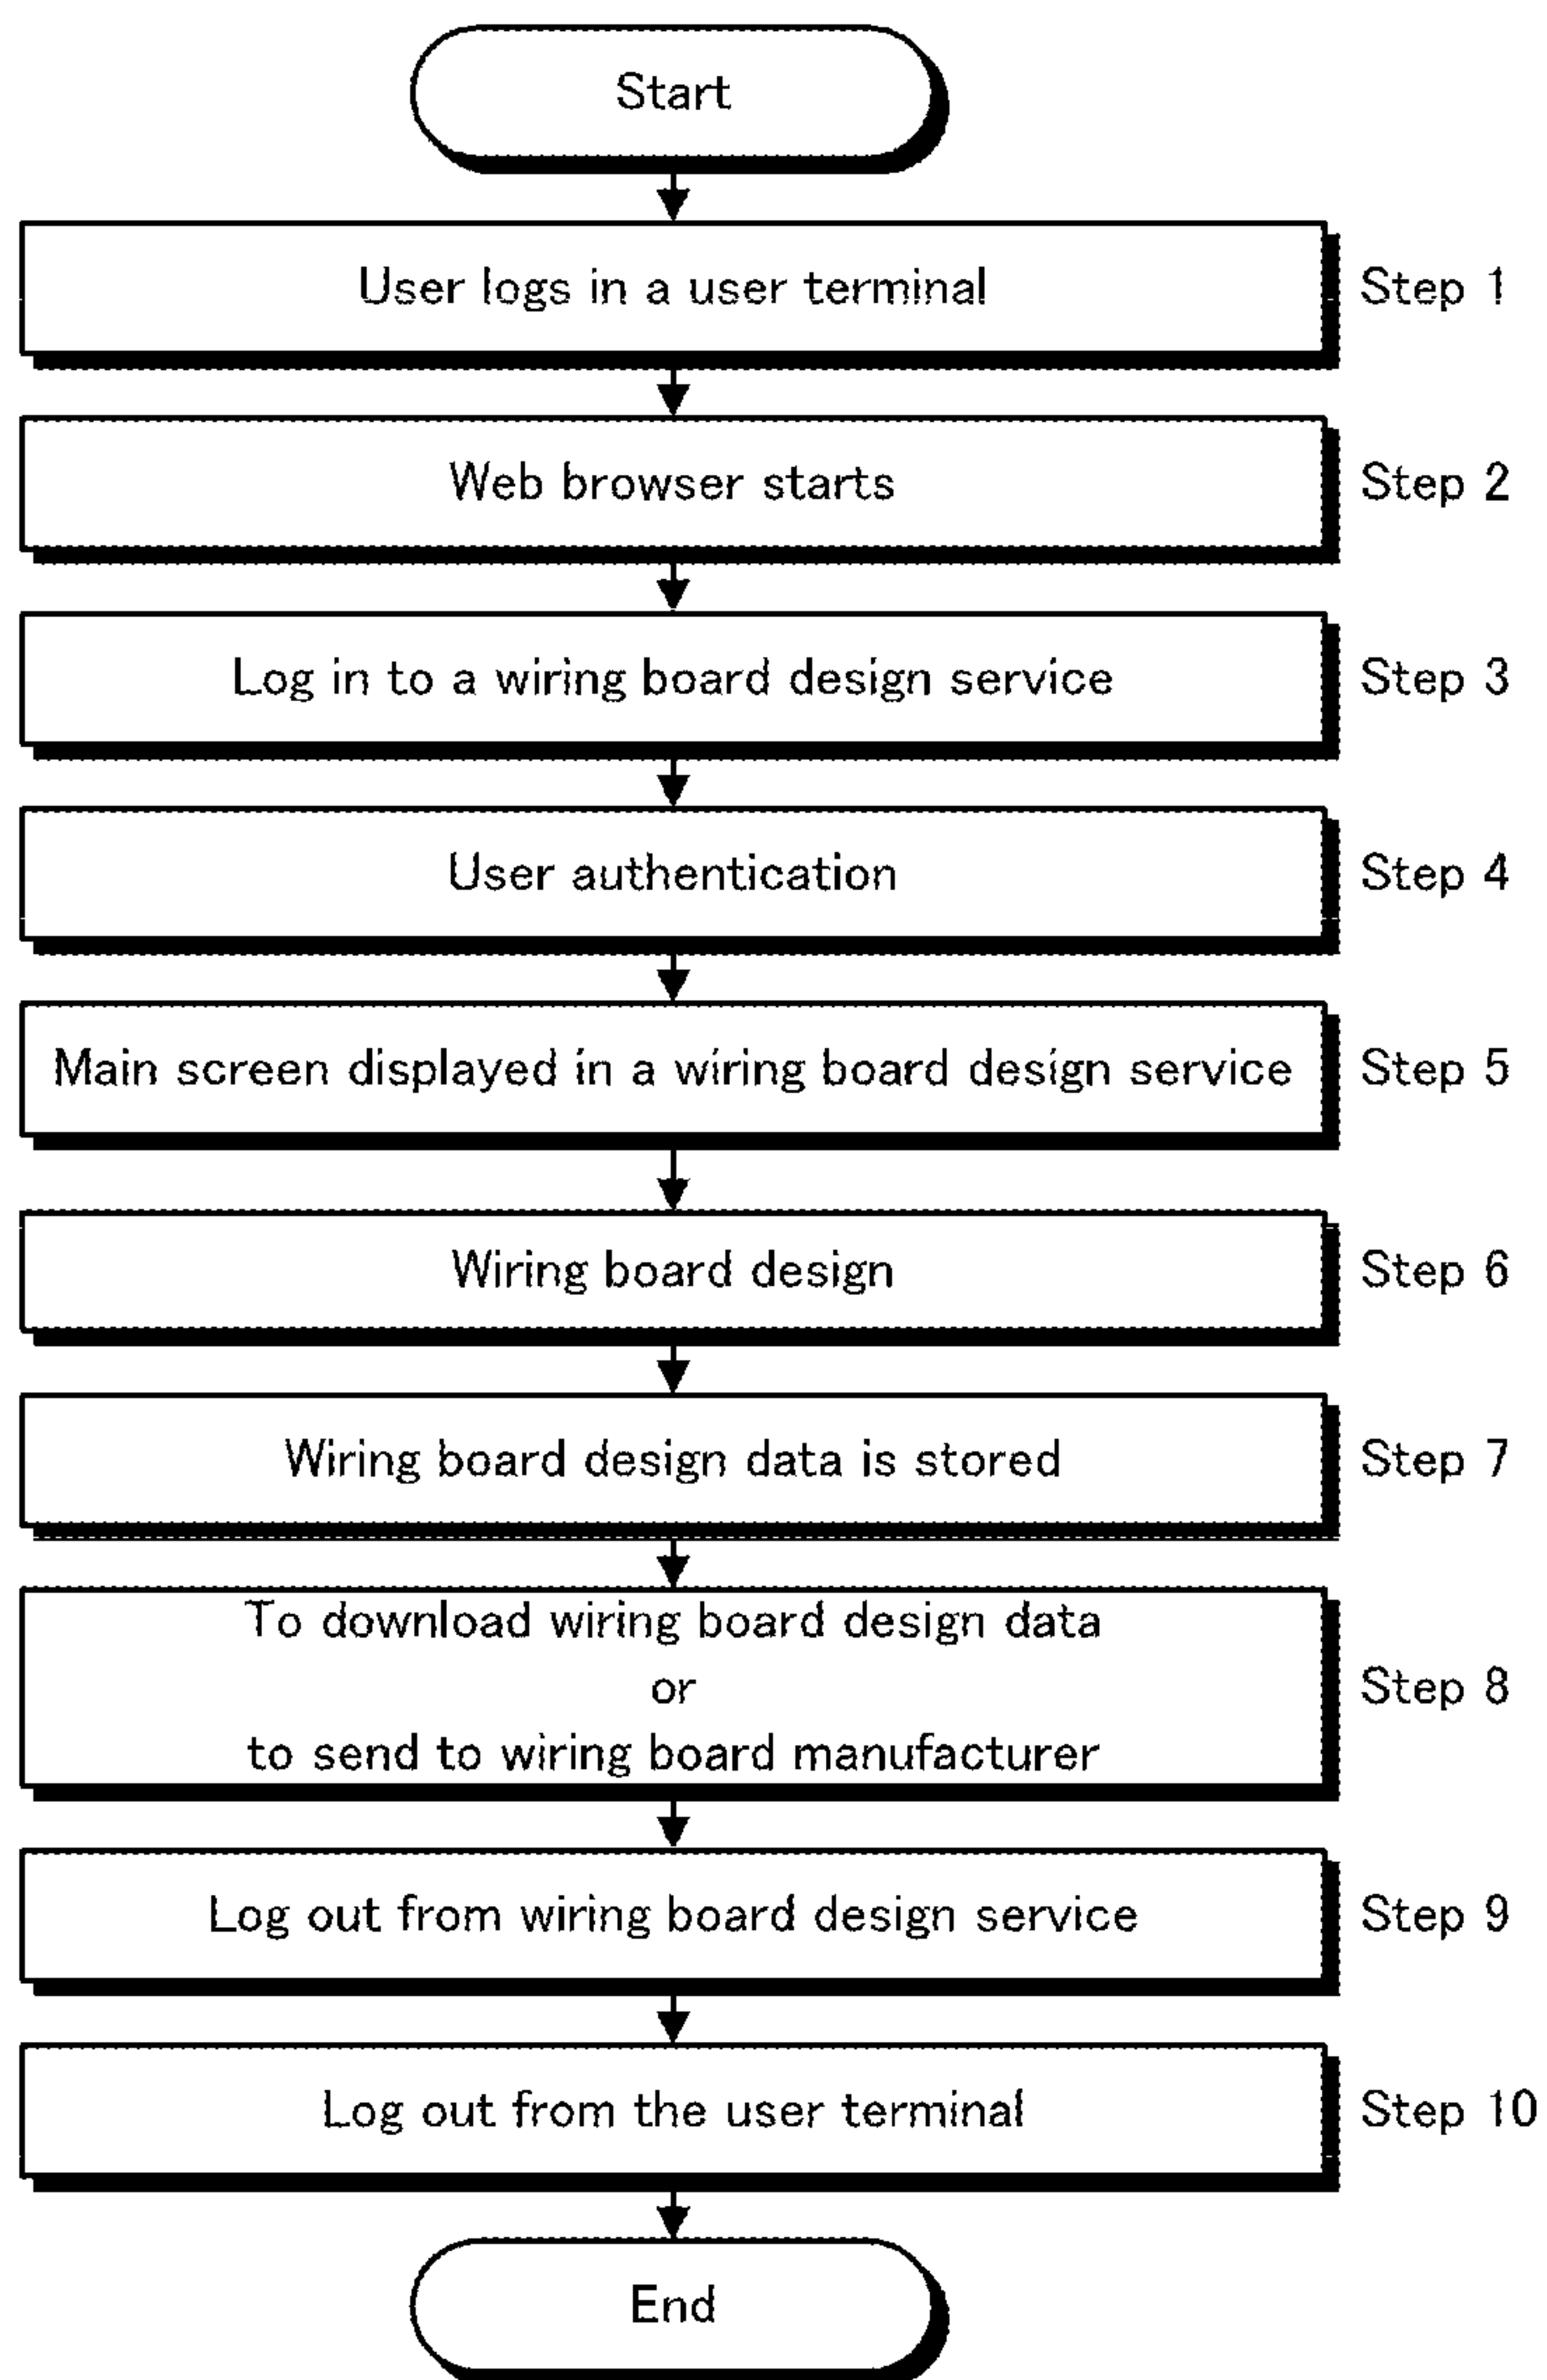 Start
User logs in a user terminal
Step 1
Web browser starts
Step 2
Log in to a wiring board design service
Step 3
User authentication
Step 4
Main screen displayed in a wiring board design service
Step 5
Wiring board design
Step 6
Wiring board design data is stored
Step 7
To download wiring board design data
or
to send to wiring board manufacturer
Step 8
Log out from wiring board design service
Step 9
Log out from the user terminal
Step 10
End